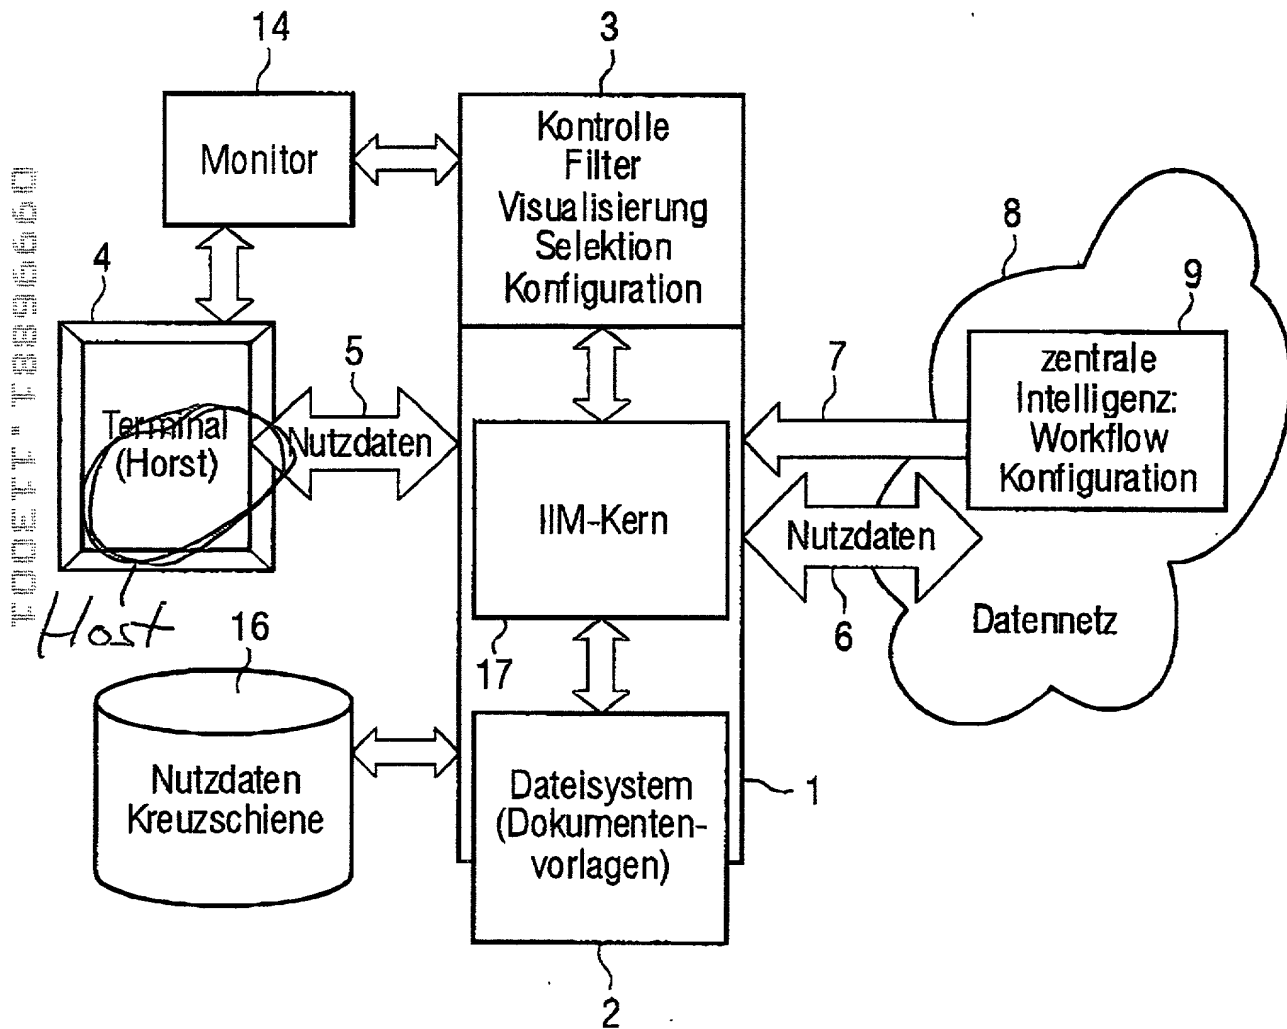 14
3
Monitor
Kontrolle
Filter
Visualisierung
Selektion
Konfiguration
4
8
9
Terminal
(Horst)
5
Nutzdaten
7
zentrale
Intelligenz:
Workflow
Konfiguration
IIM-Kern
Nutzdaten
6
Datennetz
Host
16
17
Nutzdaten
Kreuzschiene
Dateisystem
(Dokumenten-
vorlagen)
1
2